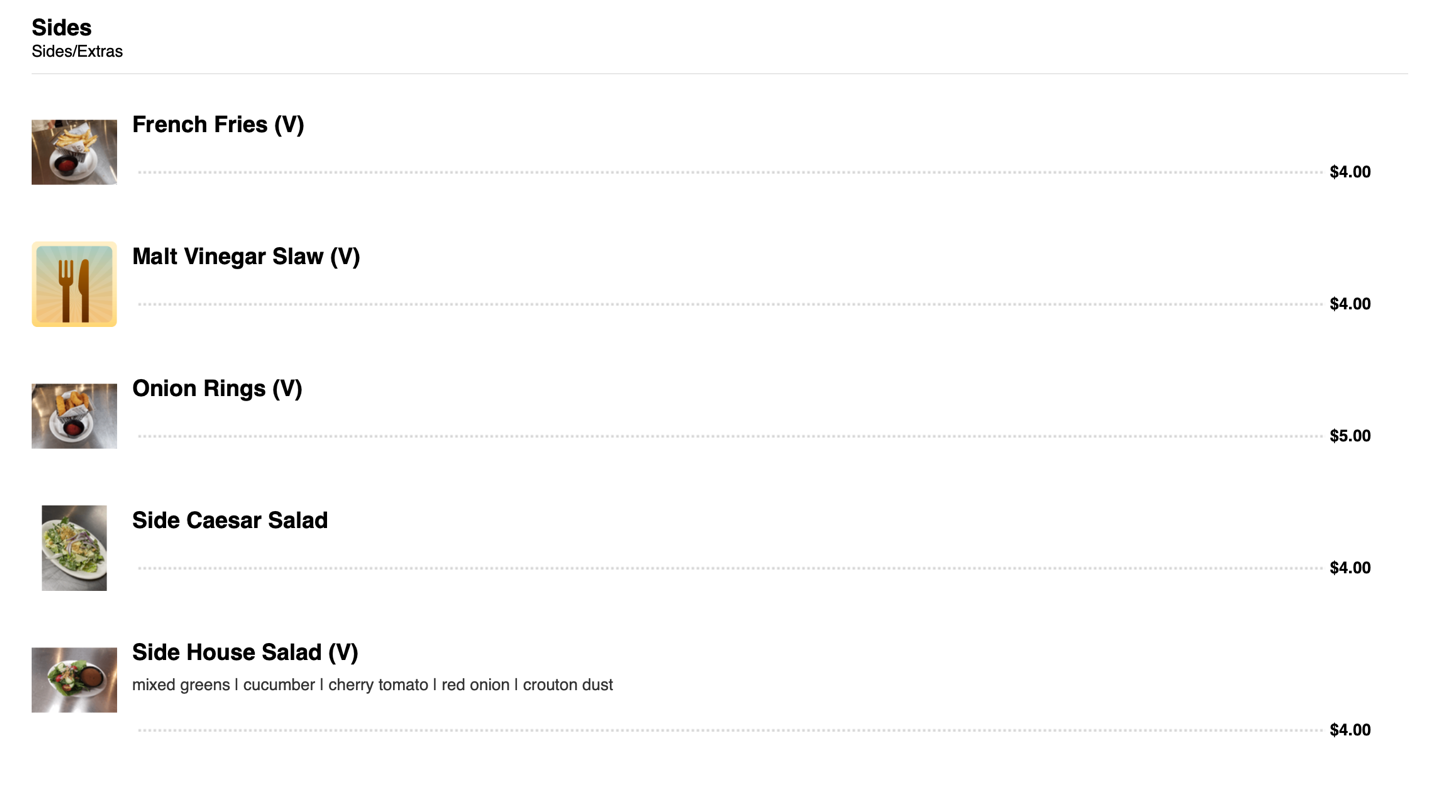 Sides
Sides/Extras
French Fries (V)
$4.00
Malt Vinegar Slaw (V)
$4.00
Onion Rings (V)
$5.00
Side Caesar Salad
$4.00
Side House Salad (V)
mixed greens | cucumber | cherry tomato | red onion | crouton dust
$4.00